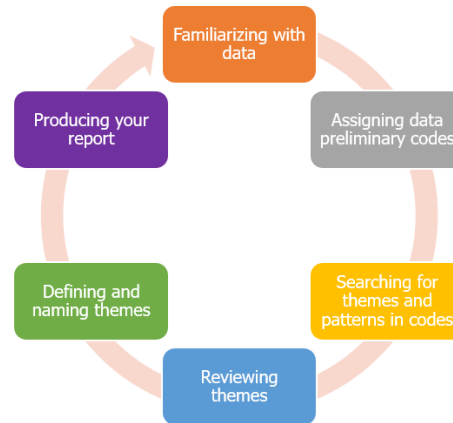 Familiarizing with
data
Assigning data
preliminary codes
Searching for
themes and
patterns in codes
Reviewing
themes
Defining and
naming themes
Producing your
report